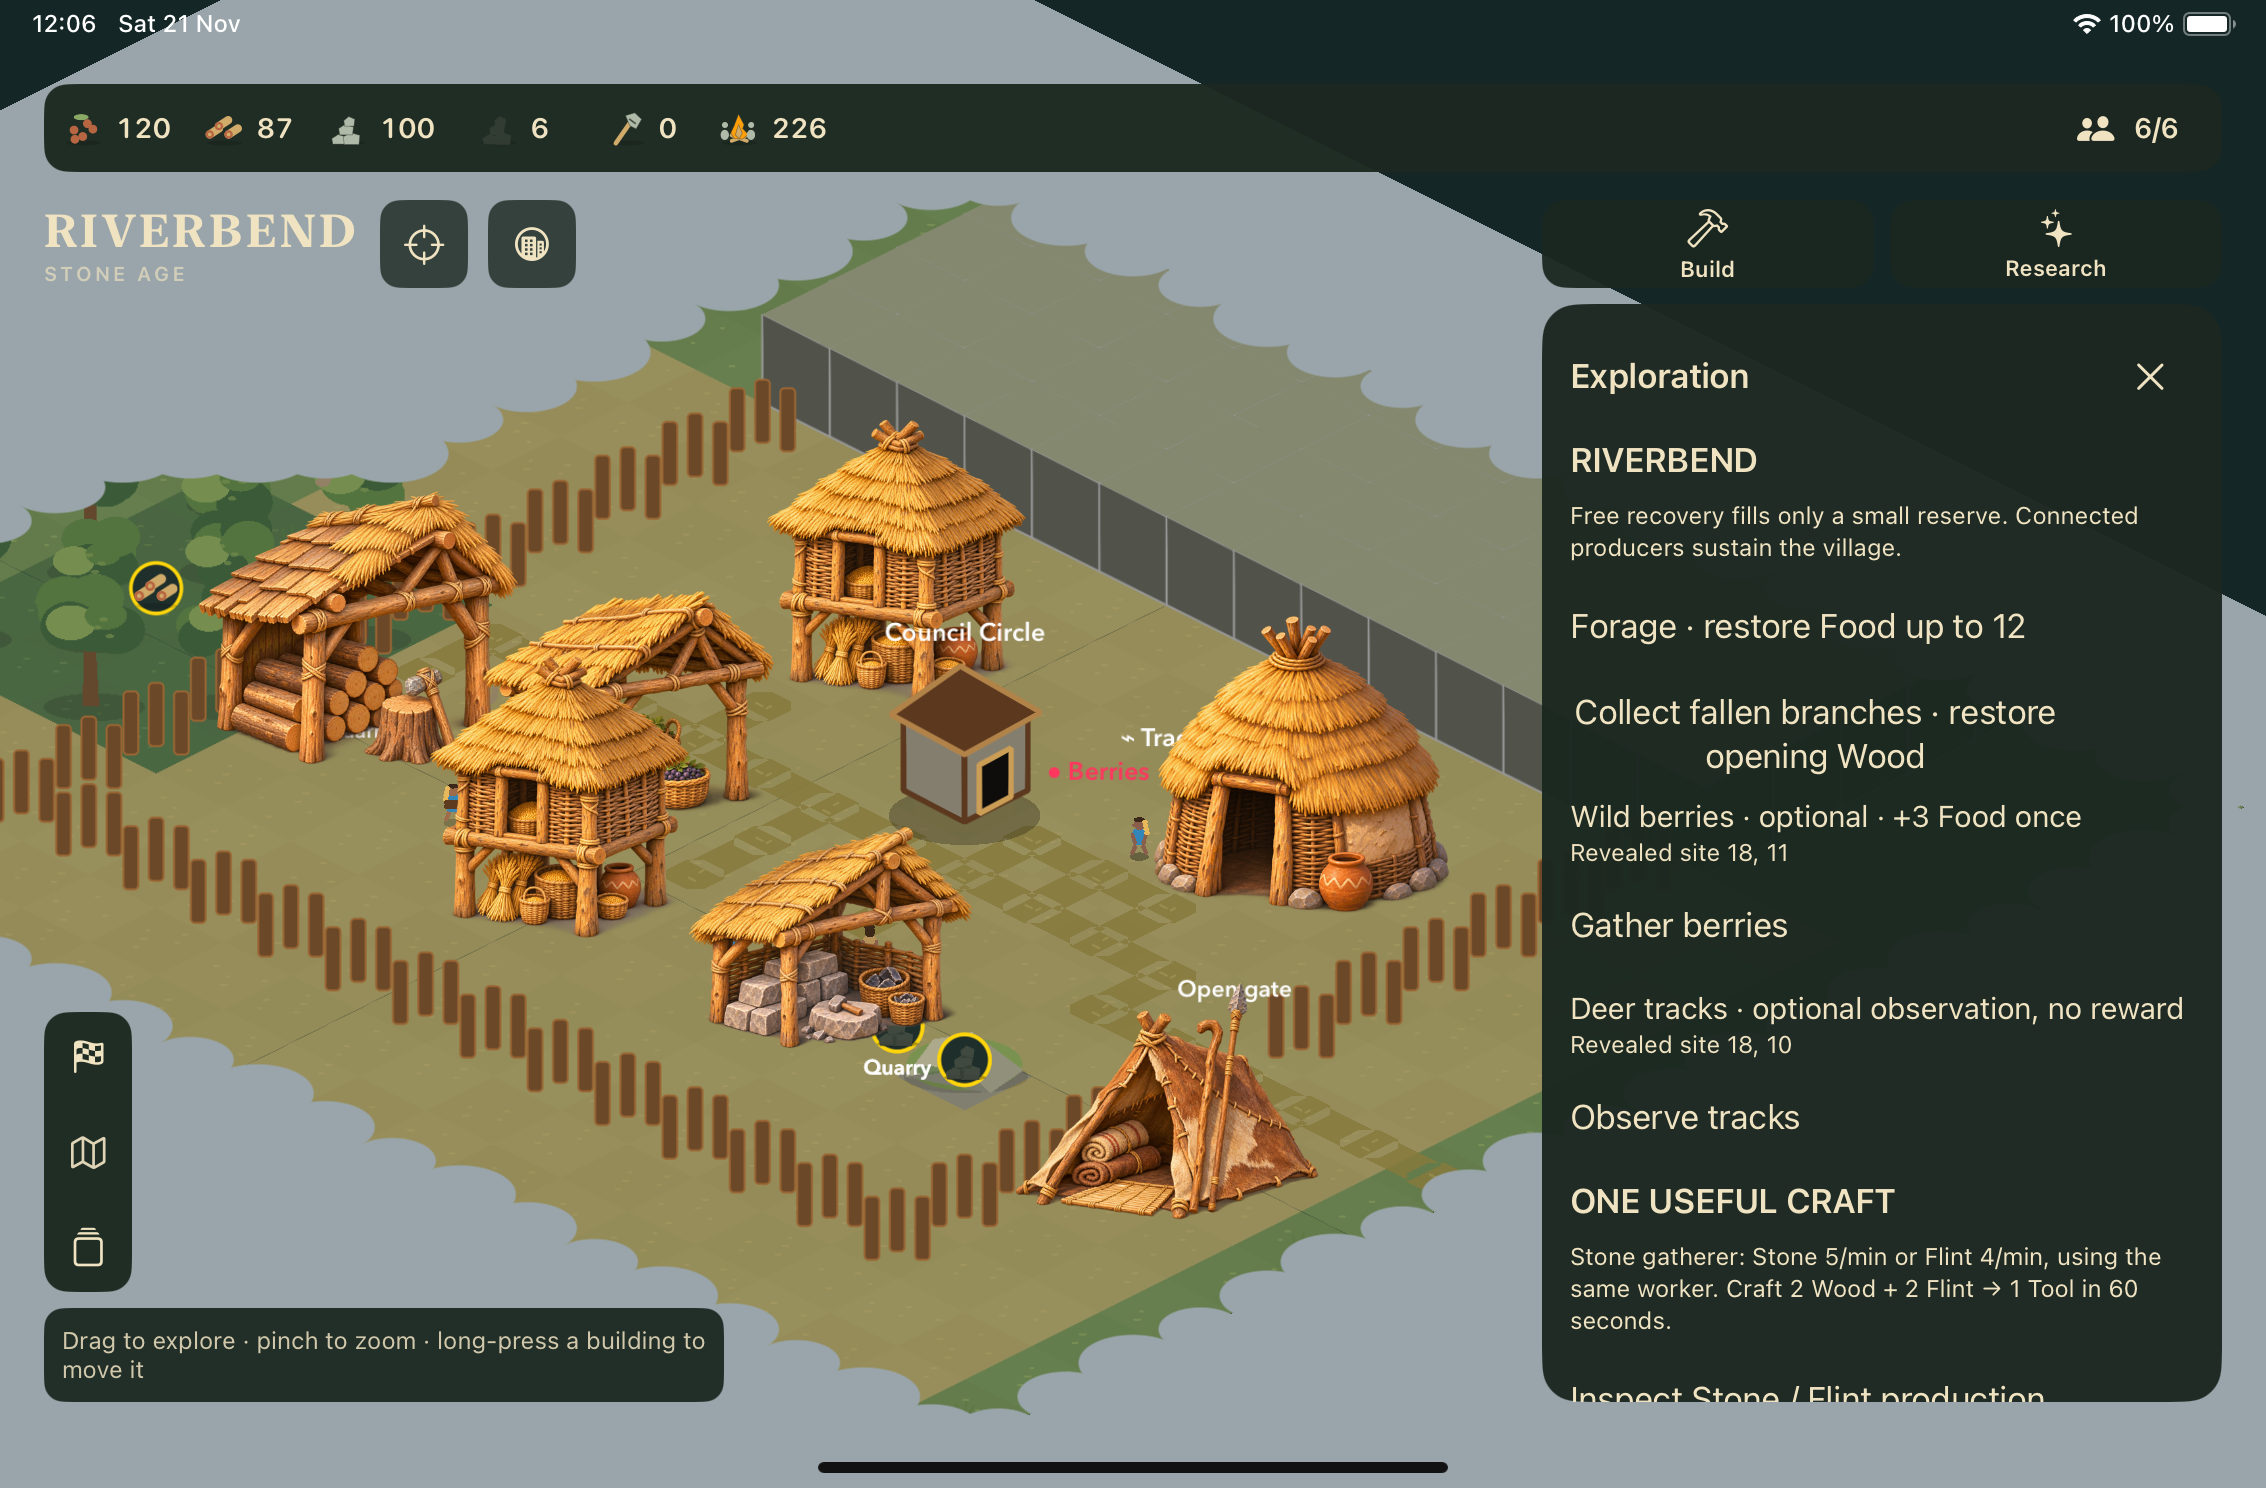 12:06 Sat 21 Nov
100%
120 87 100 6 0 226
6/6
RIVERBEND
STONE AGE
Build
Research
Exploration
RIVERBEND
Free recovery fills only a small reserve. Connected
producers sustain the village.
Forage · restore Food up to 12
Collect fallen branches · restore
opening Wood
Wild berries · optional · +3 Food once
Revealed site 18, 11
Gather berries
Deer tracks · optional observation, no reward
Revealed site 18, 10
Observe tracks
ONE USEFUL CRAFT
Stone gatherer: Stone 5/min or Flint 4/min, using the
same worker. Craft 2 Wood + 2 Flint → 1 Tool in 60
seconds.
Inspect Stone / Flint production
Council Circle
• Berries
Open gate
Quarry
Drag to explore · pinch to zoom · long-press a building to
move it